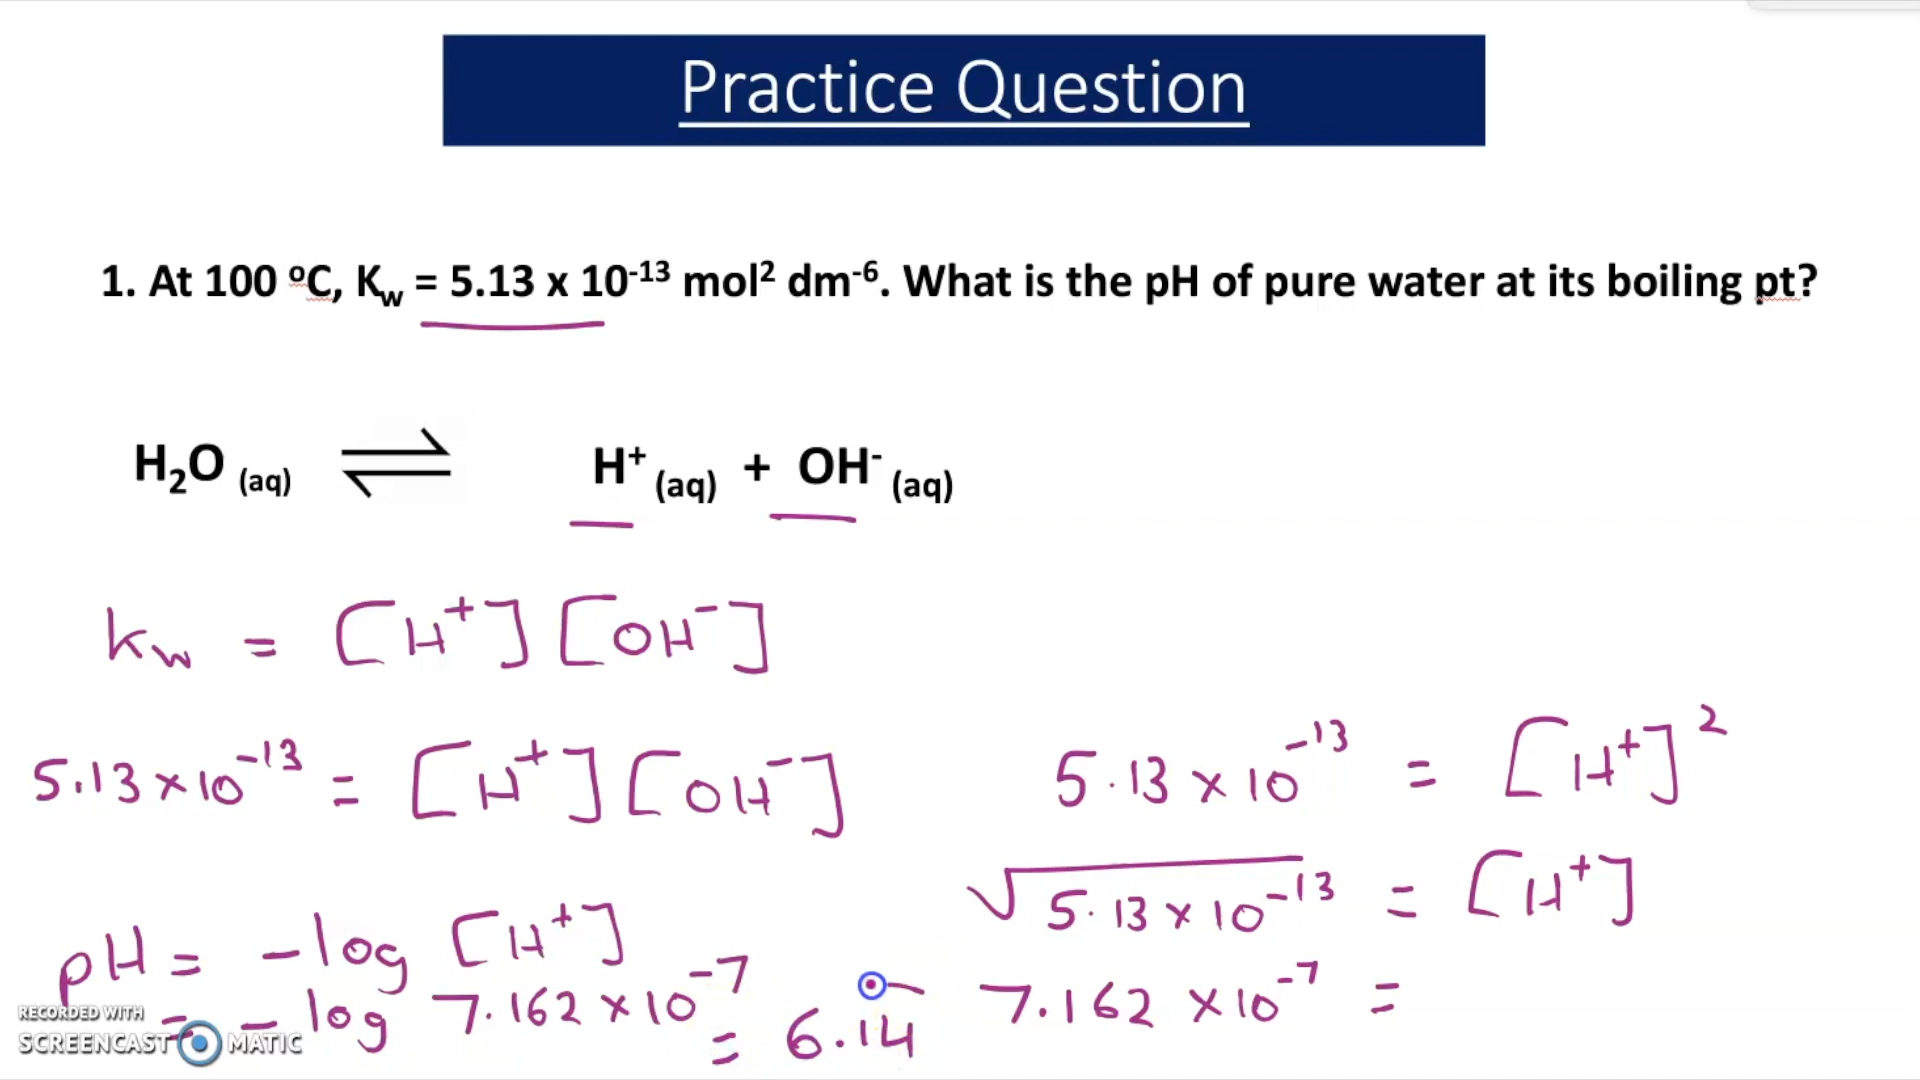 Practice Question
1. At 100 ºC, Kw = 5.13 x 10⁻¹³ mol² dm⁻⁶. What is the pH of pure water at its boiling pt?
H₂O (aq) ⇌ H⁺ (aq) + OH⁻ (aq)
kw = [H⁺] [OH⁻]
5.13 × 10⁻¹³ = [H⁺] [OH⁻]
5.13 × 10⁻¹³ = [H⁺]²
√5.13 × 10⁻¹³ = [H⁺]
7.162 × 10⁻⁷ =
pH = - log [H⁺]
= - log 7.162 × 10⁻⁷ = 6.14
RECORDED WITH
SCREENCAST MATIC